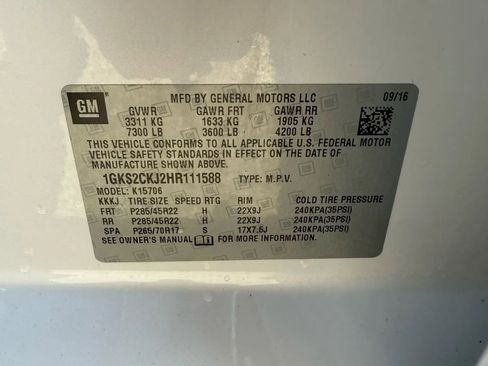 GM
MFD BY GENERAL MOTORS LLC 09/16
GVWR GAWR FRT GAWR RR
3311 KG 1633 KG 1905 KG
7300 LB 3600 LB 4200 LB
THIS VEHICLE CONFORMS TO ALL APPLICABLE U.S. FEDERAL MOTOR
VEHICLE SAFETY STANDARDS IN EFFECT ON THE DATE OF
MANUFACTURE SHOWN ABOVE.
1GKS2CKJ2HR111588 TYPE: M.P.V.
MODEL: K15706
KKKJ TIRE SIZE SPEED RTG RIM COLD TIRE PRESSURE
FRT P285/45R22 H 22X9J 240KPA(35PSI)
RR P285/45R22 H 22X9J 240KPA(35PSI)
SPA P265/70R17 S 17X7.5J 240KPA(35PSI)
SEE OWNER'S MANUAL FOR MORE INFORMATION.